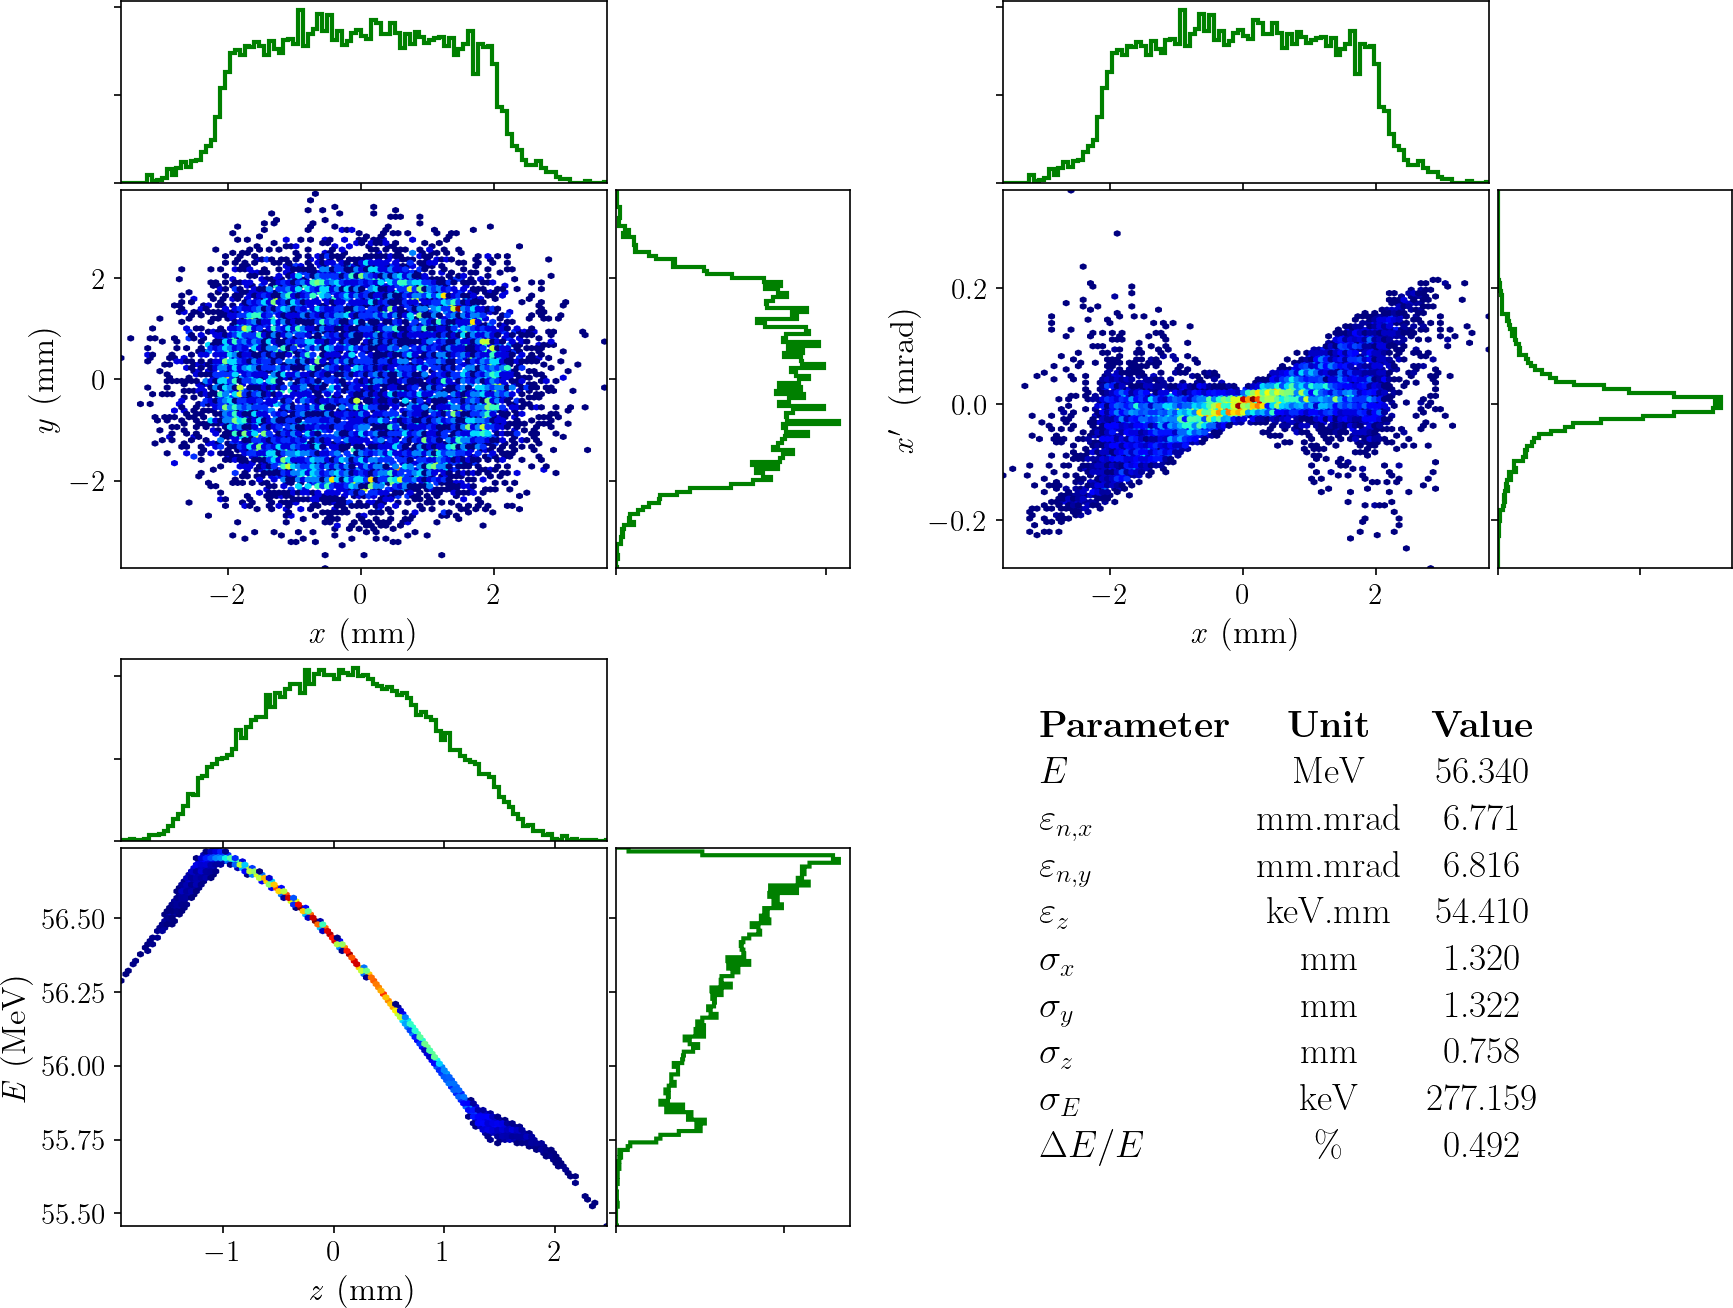 y (mm)
2
0
−2
−2 0 2
x (mm)
x′ (mrad)
0.2
0.0
−0.2
−2 0 2
x (mm)
E (MeV)
56.50
56.25
56.00
55.75
55.50
−1 0 1 2
z (mm)
Parameter Unit Value
E MeV 56.340
εn,x mm.mrad 6.771
εn,y mm.mrad 6.816
εz keV.mm 54.410
σx mm 1.320
σy mm 1.322
σz mm 0.758
σE keV 277.159
ΔE/E % 0.492